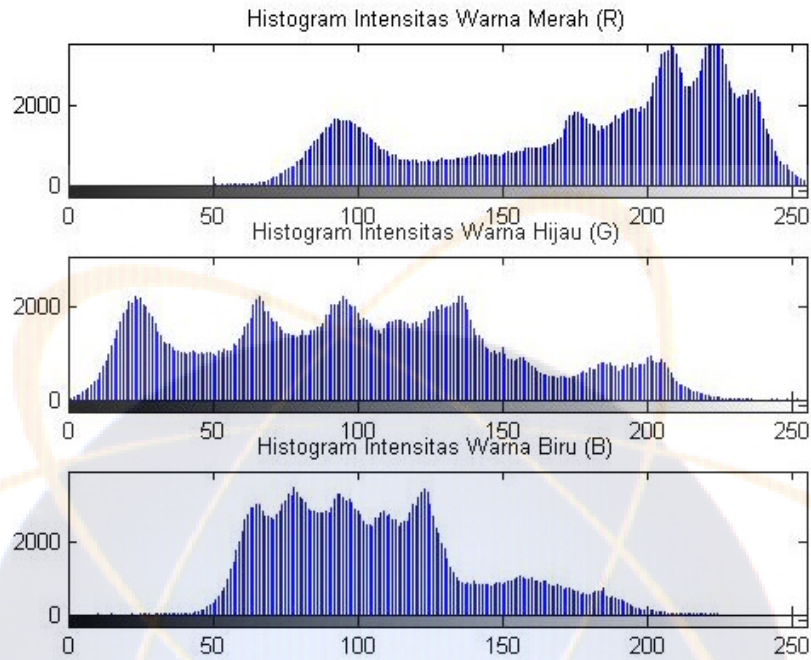 Histogram Intensitas Warna Merah (R)
2000
0
0 50 100 150 200 250
Histogram Intensitas Warna Hijau (G)
2000
0
0 50 100 150 200 250
Histogram Intensitas Warna Biru (B)
2000
0
0 50 100 150 200 250